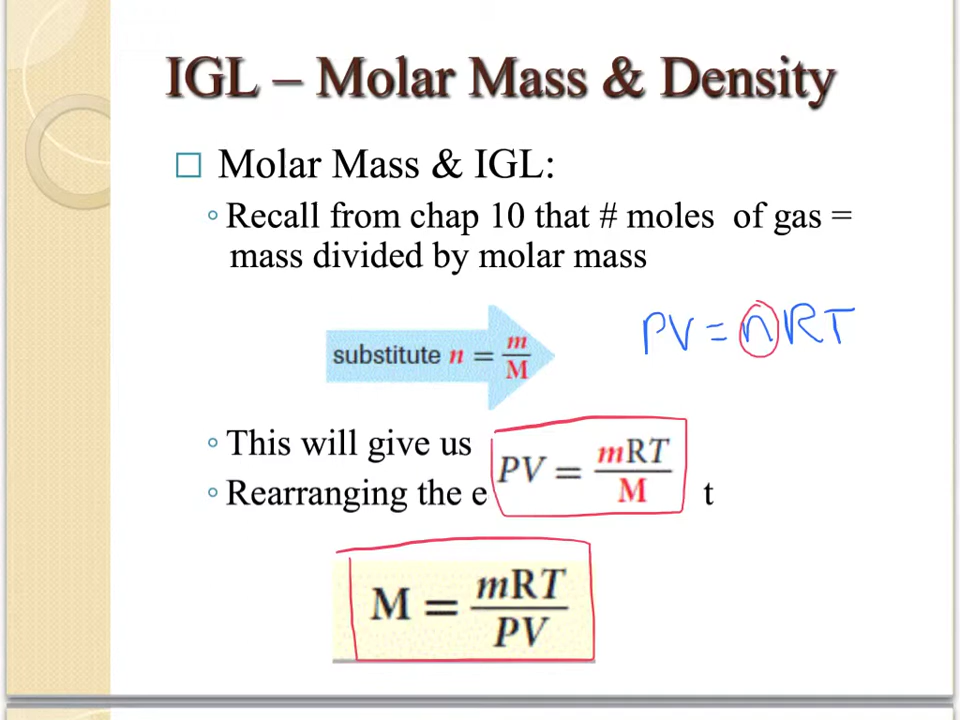 IGL – Molar Mass & Density
Molar Mass & IGL:
Recall from chap 10 that # moles of gas =
mass divided by molar mass
PV = nRT
substitute n = m/M
This will give us
PV = mRT/M
Rearranging the e t
M = mRT/PV